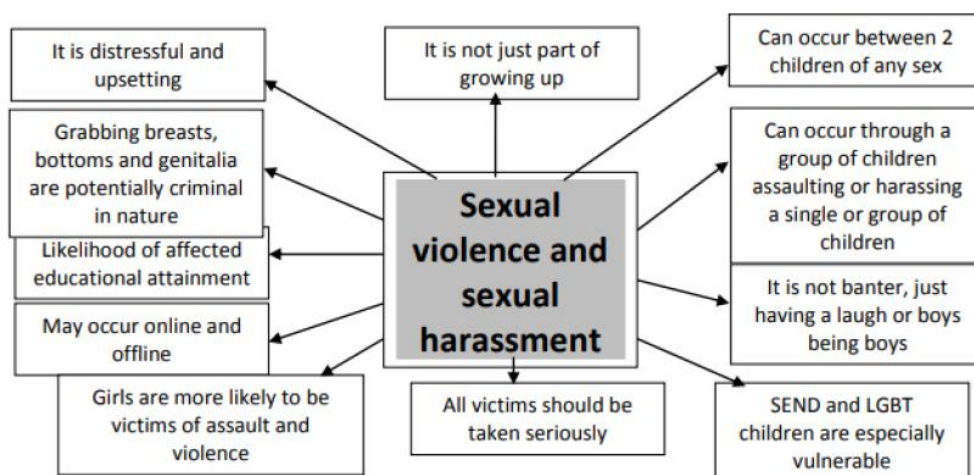 It is distressful and
upsetting
It is not just part of
growing up
Can occur between 2
children of any sex
Grabbing breasts,
bottoms and genitalia
are potentially criminal
in nature
Can occur through a
group of children
assaulting or harassing
a single or group of
children
Sexual
violence and
sexual
harassment
Likelihood of affected
educational attainment
It is not banter, just
having a laugh or boys
being boys
May occur online and
offline
Girls are more likely to be
victims of assault and
violence
All victims should be
taken seriously
SEND and LGBT
children are especially
vulnerable